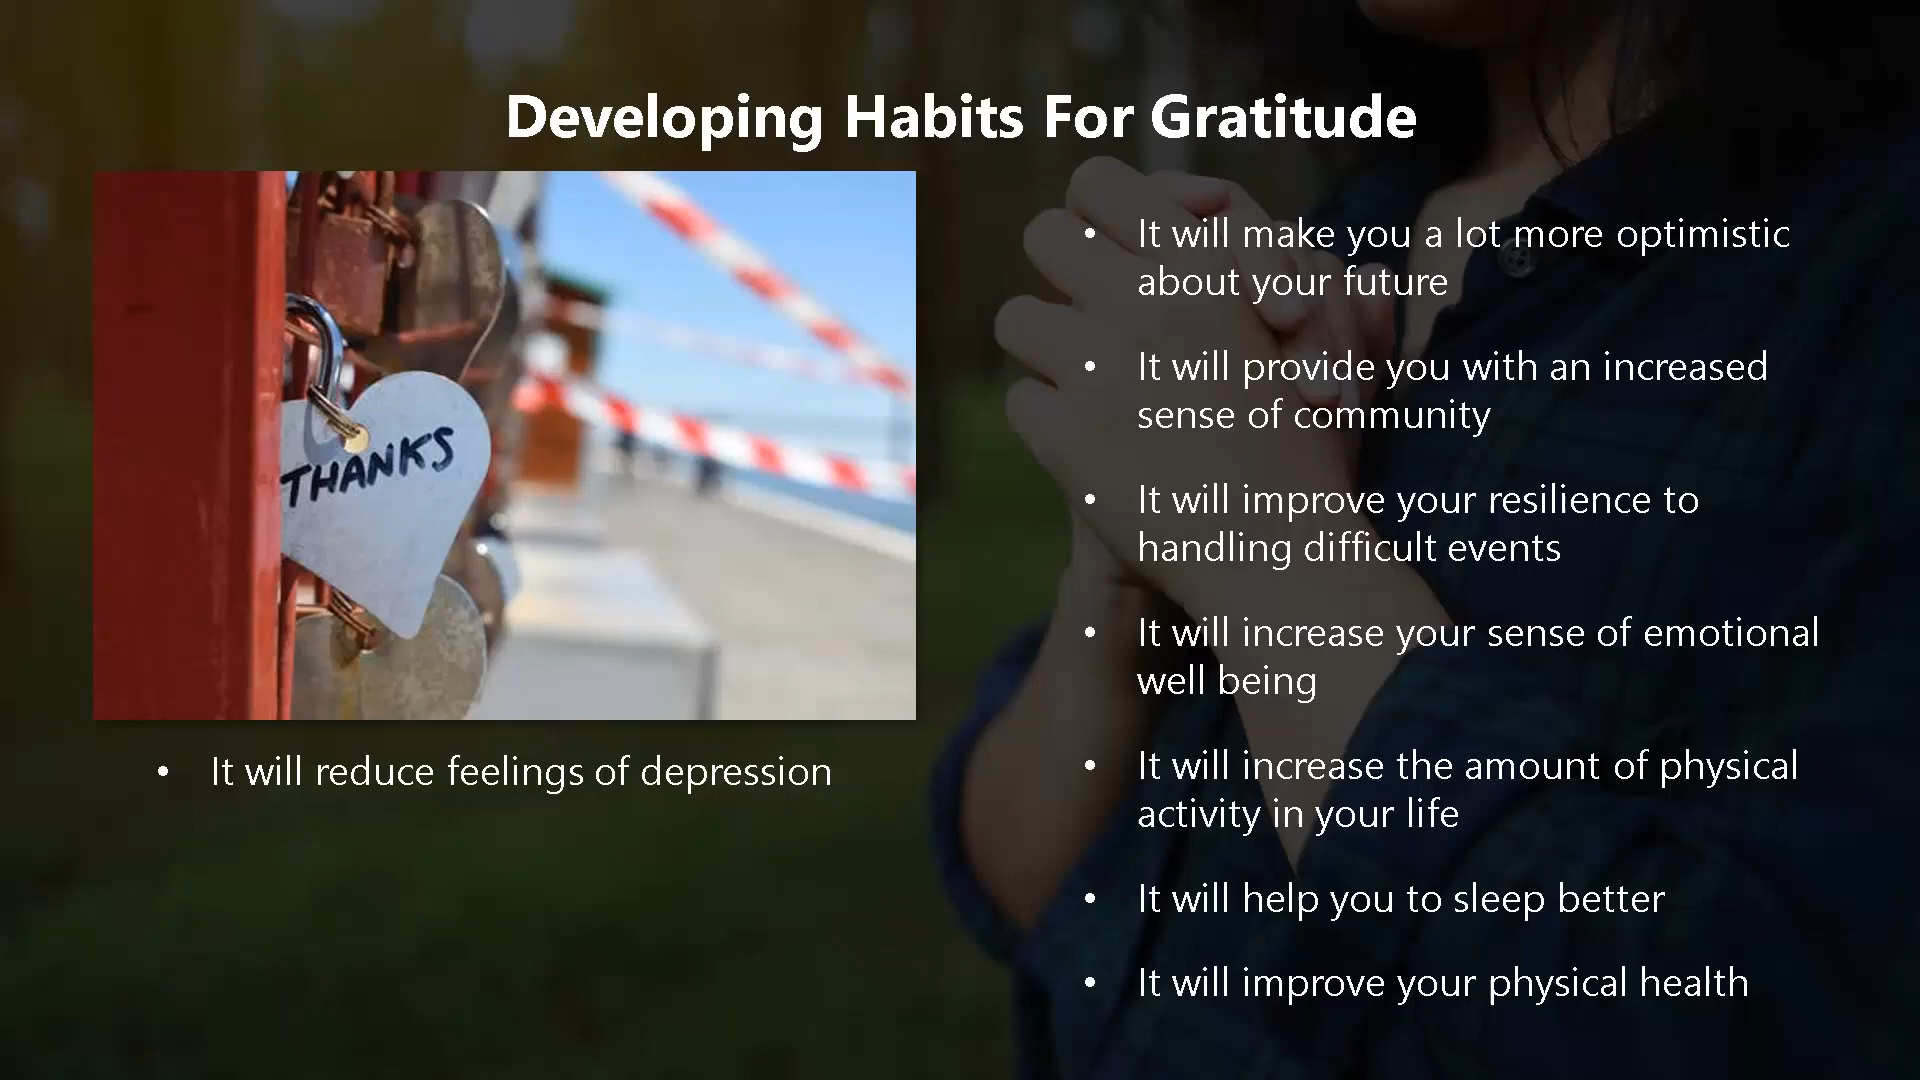 Developing Habits For Gratitude
THANKS
• It will reduce feelings of depression
• It will make you a lot more optimistic
about your future
• It will provide you with an increased
sense of community
• It will improve your resilience to
handling difficult events
• It will increase your sense of emotional
well being
• It will increase the amount of physical
activity in your life
• It will help you to sleep better
• It will improve your physical health